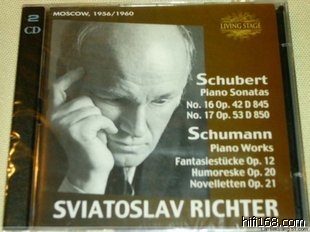 2
CD
MOSCOW, 1956/1960
LIVING STAGE
Schubert
Piano Sonatas
No. 16 Op. 42 D 845
No. 17 Op. 53 D 850
Schumann
Piano Works
Fantasiestücke Op. 12
Humoreske Op. 20
Novelletten Op. 21
SVIATOSLAV RICHTER
hifi168.com